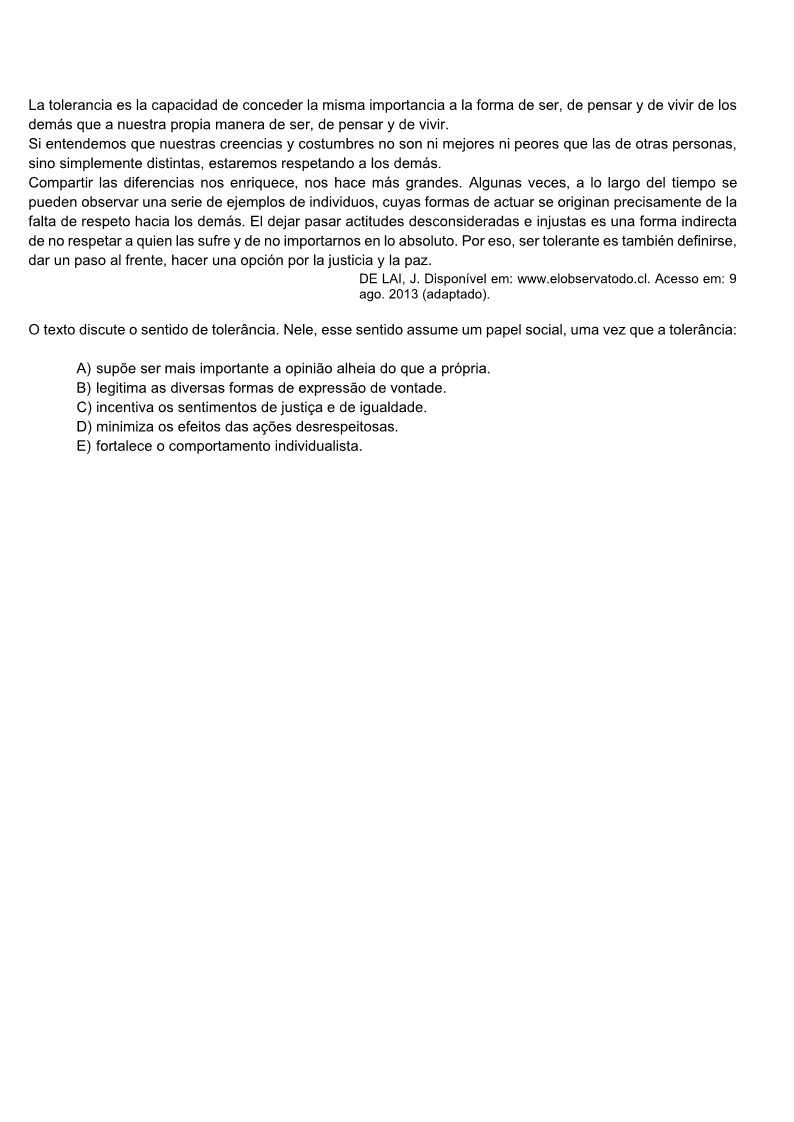 La tolerancia es la capacidad de conceder la misma importancia a la forma de ser, de pensar y de vivir de los
demás que a nuestra propia manera de ser, de pensar y de vivir.
Si entendemos que nuestras creencias y costumbres no son ni mejores ni peores que las de otras personas,
sino simplemente distintas, estaremos respetando a los demás.
Compartir las diferencias nos enriquece, nos hace más grandes. Algunas veces, a lo largo del tiempo se
pueden observar una serie de ejemplos de individuos, cuyas formas de actuar se originan precisamente de la
falta de respeto hacia los demás. El dejar pasar actitudes desconsideradas e injustas es una forma indirecta
de no respetar a quien las sufre y de no importarnos en lo absoluto. Por eso, ser tolerante es también definirse,
dar un paso al frente, hacer una opción por la justicia y la paz.
DE LAI, J. Disponível em: www.elobservatodo.cl. Acesso em: 9
ago. 2013 (adaptado).
O texto discute o sentido de tolerância. Nele, esse sentido assume um papel social, uma vez que a tolerância:
A) supõe ser mais importante a opinião alheia do que a própria.
B) legitima as diversas formas de expressão de vontade.
C) incentiva os sentimentos de justiça e de igualdade.
D) minimiza os efeitos das ações desrespeitosas.
E) fortalece o comportamento individualista.